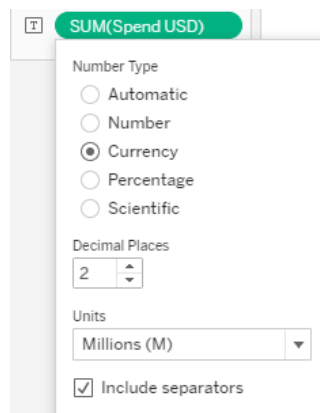 T SUM(Spend USD)
Number Type
Automatic
Number
Currency
Percentage
Scientific
Decimal Places
2
Units
Millions (M)
Include separators